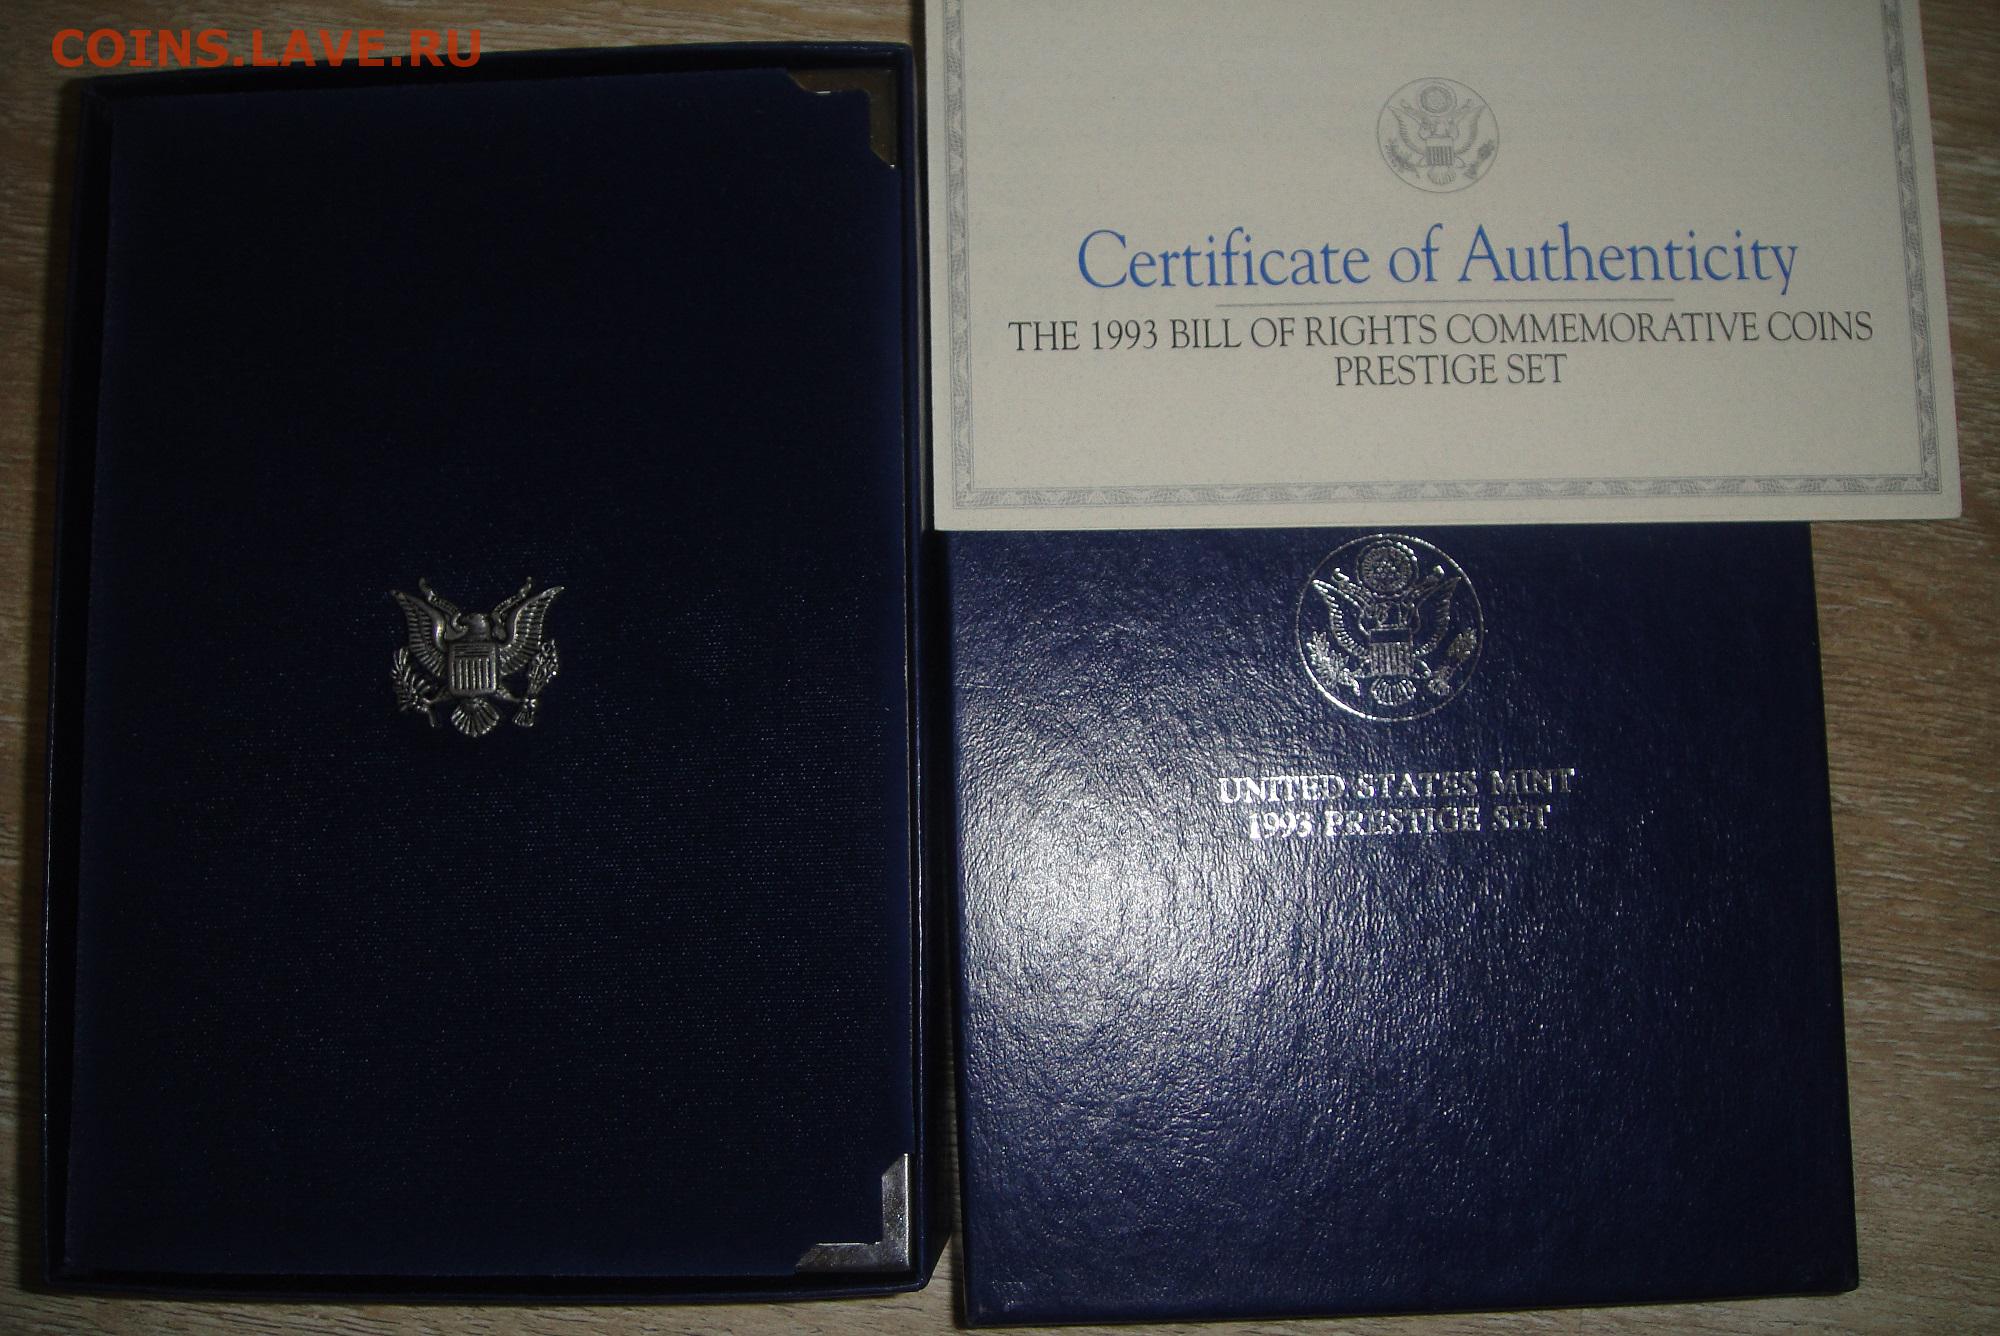 COINS.LAVE.RU
Certificate of Authenticity
THE 1993 BILL OF RIGHTS COMMEMORATIVE COINS
PRESTIGE SET
UNITED STATES MINT
1993 PRESTIGE SET